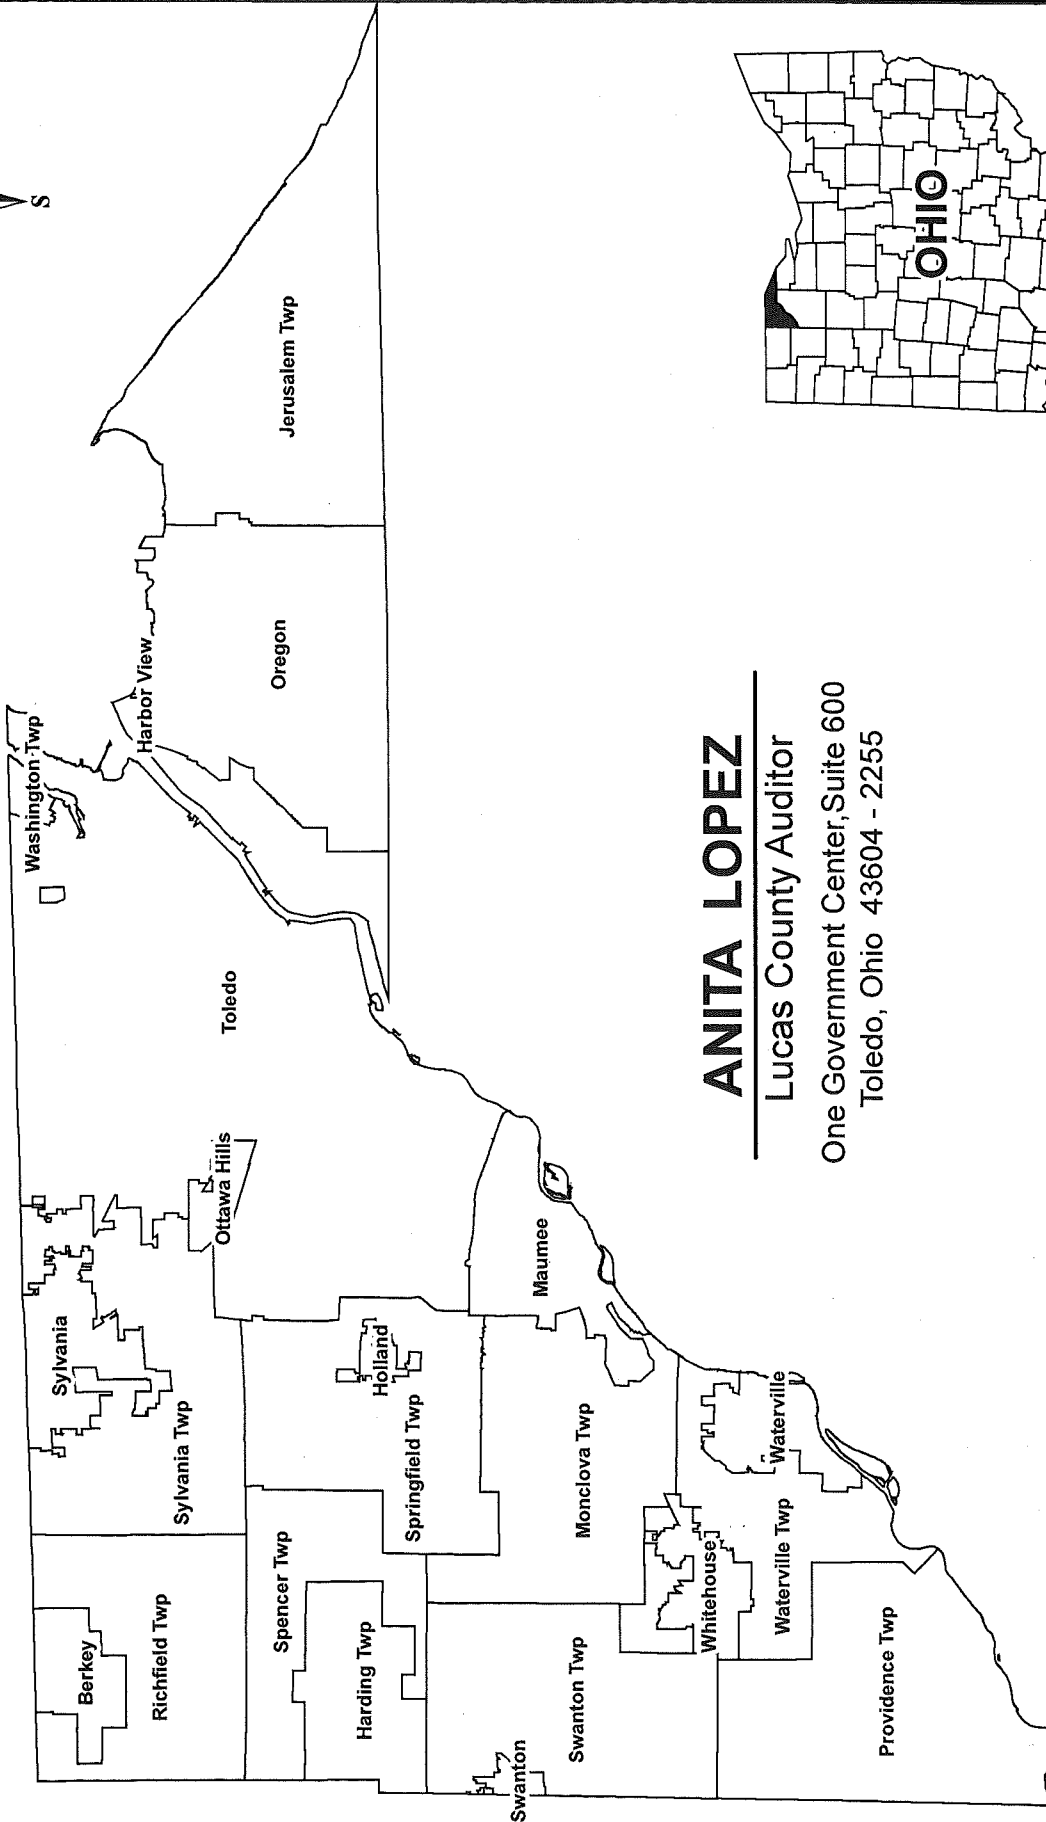 S
Washington Twp
Harbor View
Oregon
Jerusalem Twp
Toledo
Ottawa Hills
Sylvania
Sylvania Twp
Berkey
Richfield Twp
Spencer Twp
Harding Twp
Springfield Twp
Holland
Maumee
Monclova Twp
Swanton
Swanton Twp
Whitehouse
Waterville
Waterville Twp
Providence Twp
ANITA LOPEZ
Lucas County Auditor
One Government Center,Suite 600
Toledo, Ohio 43604 - 2255
OHIO